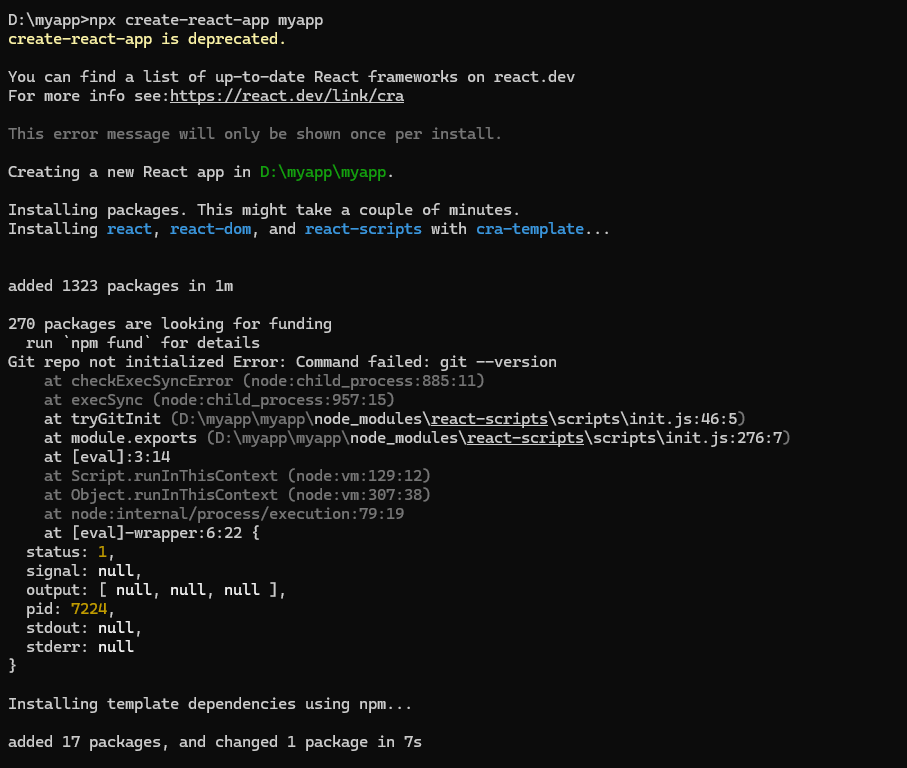 D:\myapp>npx create-react-app myapp
create-react-app is deprecated.
You can find a list of up-to-date React frameworks on react.dev
For more info see:https://react.dev/link/cra
This error message will only be shown once per install.
Creating a new React app in D:\myapp\myapp.
Installing packages. This might take a couple of minutes.
Installing react, react-dom, and react-scripts with cra-template...
added 1323 packages in 1m
270 packages are looking for funding
  run `npm fund` for details
Git repo not initialized Error: Command failed: git --version
    at checkExecSyncError (node:child_process:885:11)
    at execSync (node:child_process:957:15)
    at tryGitInit (D:\myapp\myapp\node_modules\react-scripts\scripts\init.js:46:5)
    at module.exports (D:\myapp\myapp\node_modules\react-scripts\scripts\init.js:276:7)
    at [eval]:3:14
    at Script.runInThisContext (node:vm:129:12)
    at Object.runInThisContext (node:vm:307:38)
    at node:internal/process/execution:79:19
    at [eval]-wrapper:6:22 {
  status: 1,
  signal: null,
  output: [ null, null, null ],
  pid: 7224,
  stdout: null,
  stderr: null
}
Installing template dependencies using npm...
added 17 packages, and changed 1 package in 7s